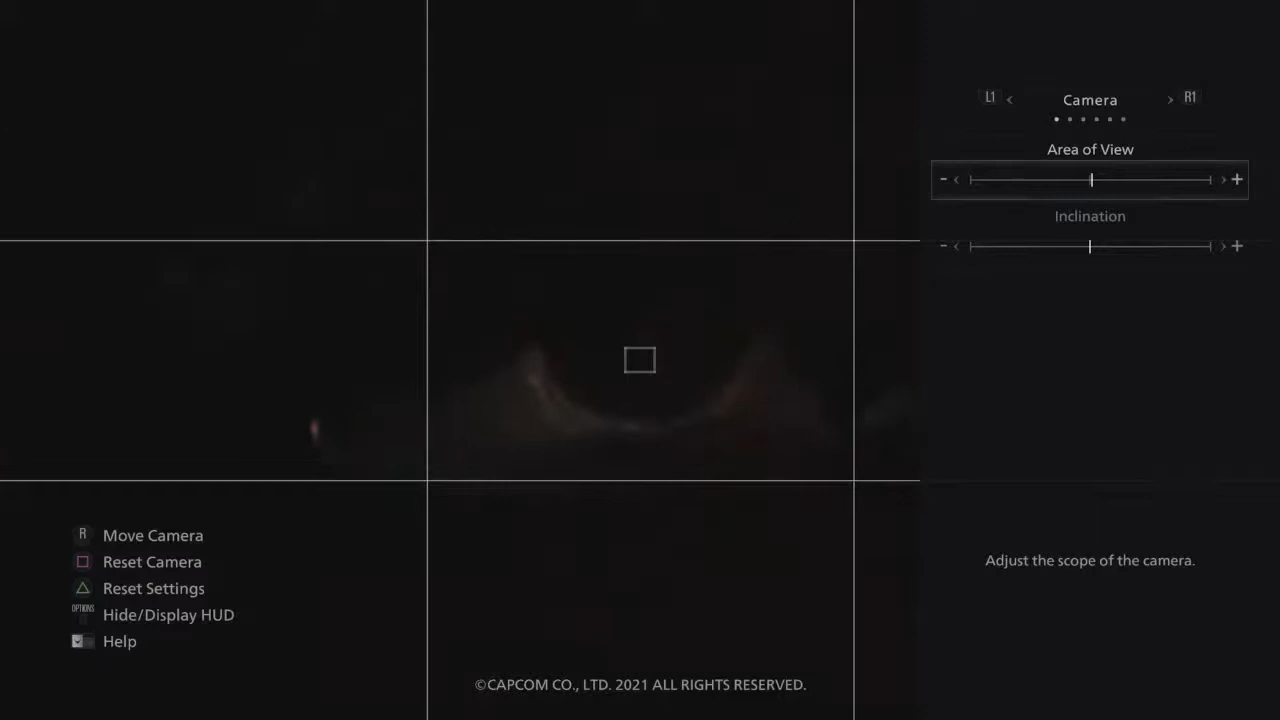 L1 < Camera > R1
Area of View
- < > +
Inclination
- < > +
R Move Camera
Reset Camera
Reset Settings
OPTIONS Hide/Display HUD
Help
Adjust the scope of the camera.
©CAPCOM CO., LTD. 2021 ALL RIGHTS RESERVED.